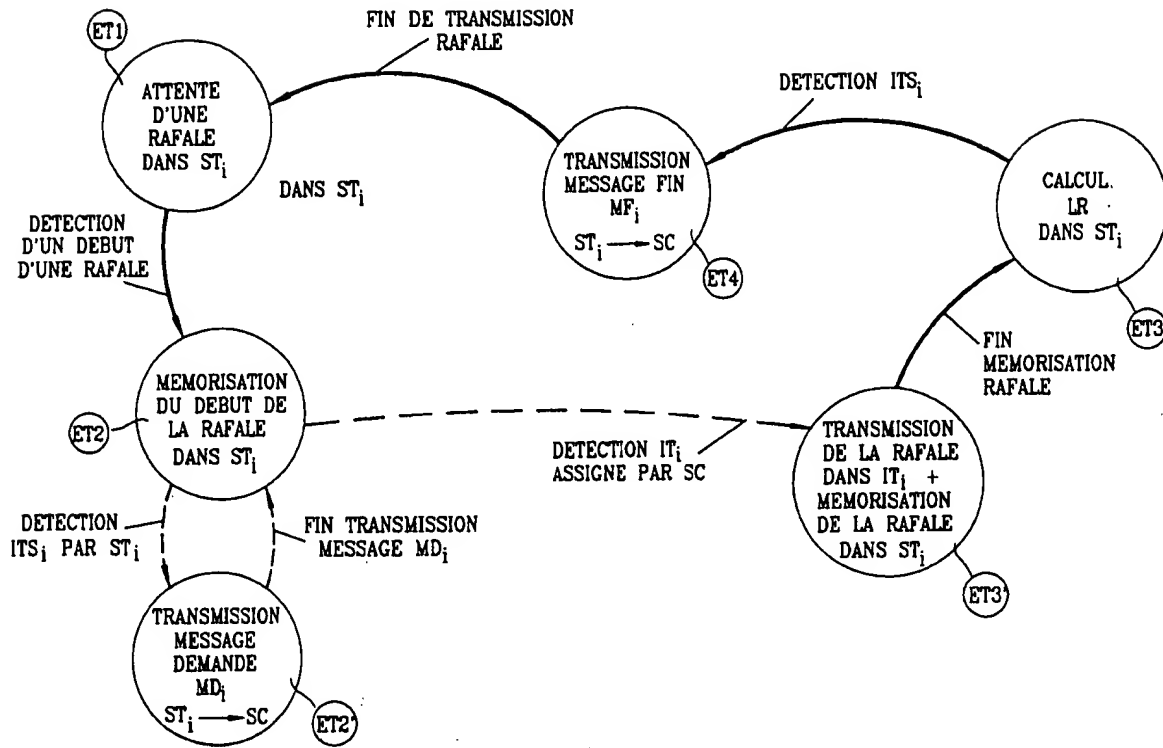 ET1
FIN DE TRANSMISSION
RAFALE
ATTENTE
D'UNE
RAFALE
DANS STi
DETECTION ITSi
TRANSMISSION
MESSAGE FIN
MFi
STi → SC
ET4
CALCUL.
LR
DANS STi
ET3
DANS STi
DETECTION
D'UN DEBUT
D'UNE RAFALE
FIN
MEMORISATION
RAFALE
MEMORISATION
DU DEBUT DE
LA RAFALE
DANS STi
ET2
DETECTION ITi
ASSIGNE PAR SC
TRANSMISSION
DE LA RAFALE
DANS ITi +
MEMORISATION
DE LA RAFALE
DANS STi
ET3'
DETECTION
ITSi PAR STi
FIN TRANSMISSION
MESSAGE MDi
TRANSMISSION
MESSAGE
DEMANDE
MDi
STi → SC
ET2'